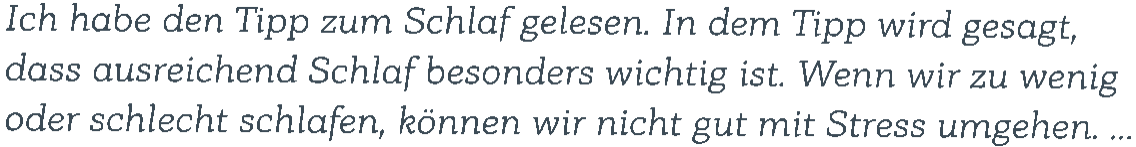 Ich habe den Tipp zum Schlaf gelesen. In dem Tipp wird gesagt,
dass ausreichend Schlaf besonders wichtig ist. Wenn wir zu wenig
oder schlecht schlafen, können wir nicht gut mit Stress umgehen. ...